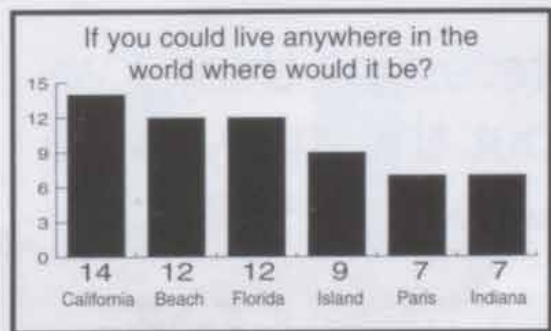 If you could live anywhere in the
world where would it be?
15
12
9
6
3
0
14 12 12 9 7 7
California Beach Florida Island Paris Indiana